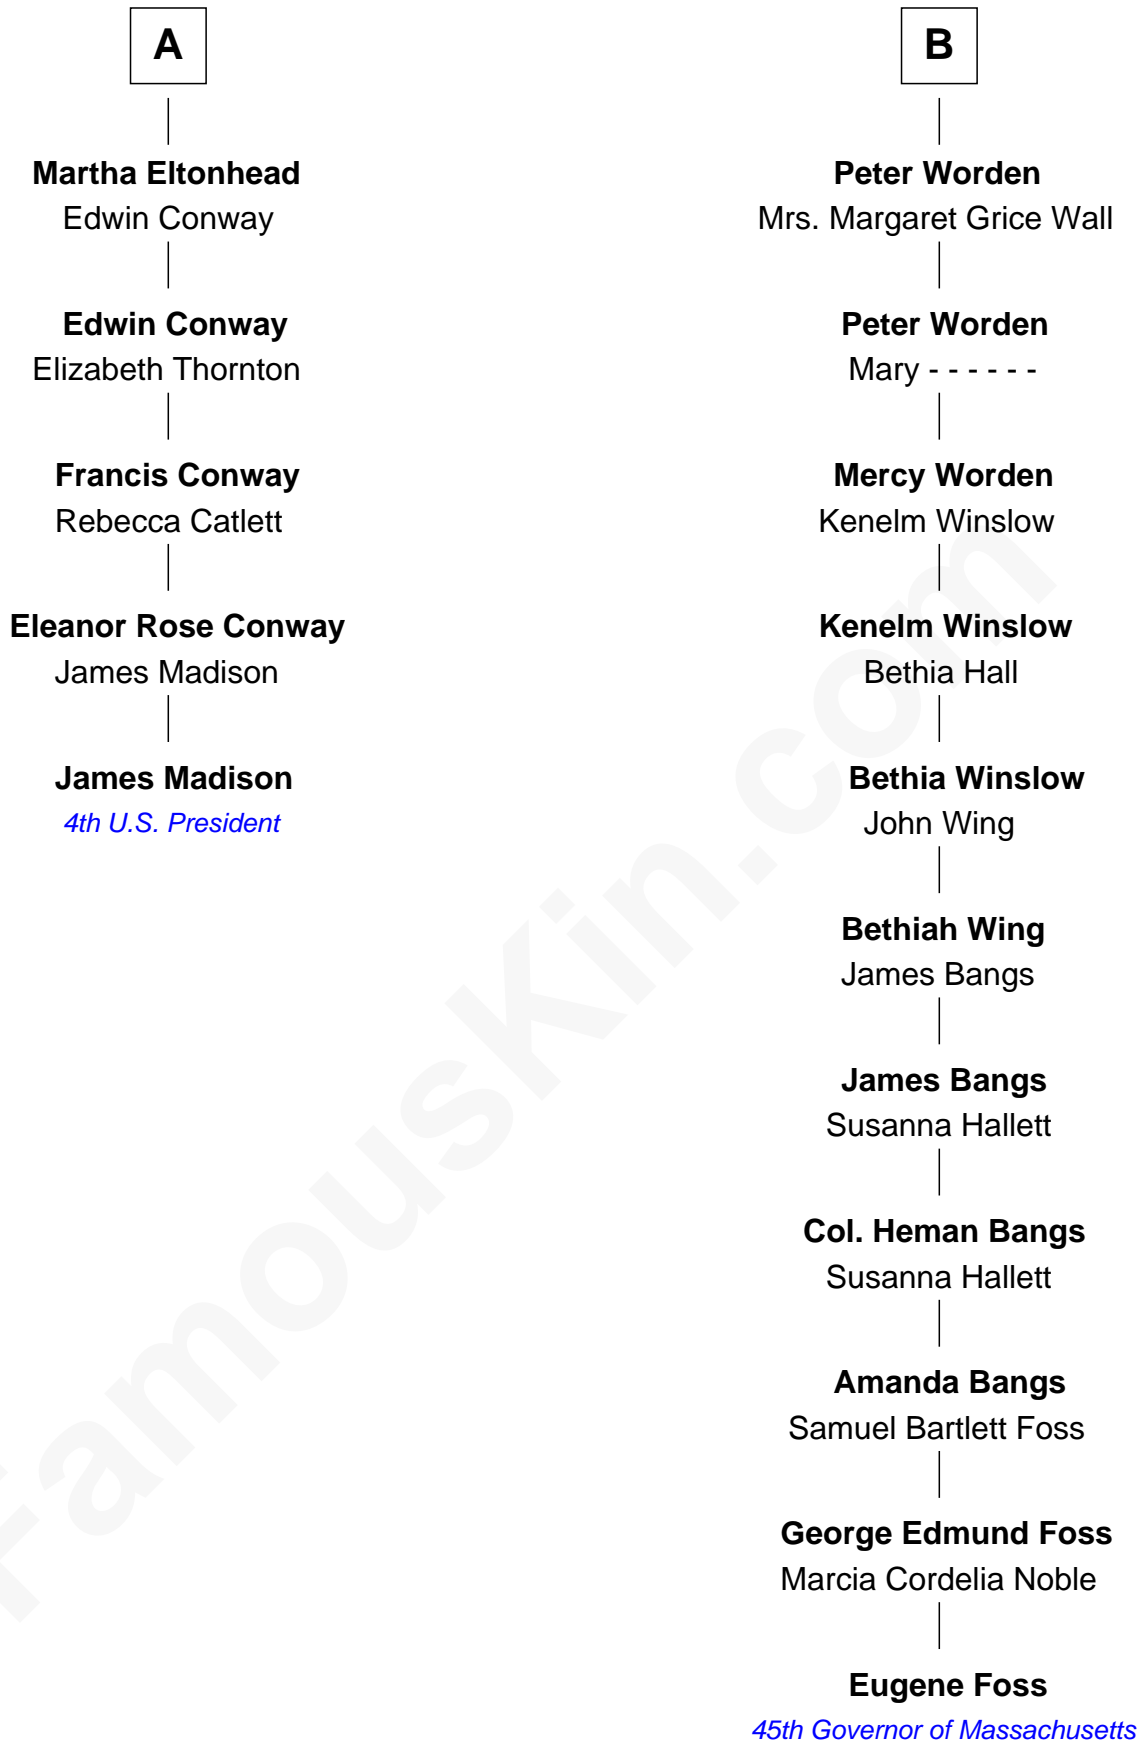 A
Martha Eltonhead
Edwin Conway
Edwin Conway
Elizabeth Thornton
Francis Conway
Rebecca Catlett
Eleanor Rose Conway
James Madison
James Madison
4th U.S. President
B
Peter Worden
Mrs. Margaret Grice Wall
Peter Worden
Mary - - - - - -
Mercy Worden
Kenelm Winslow
Kenelm Winslow
Bethia Hall
Bethia Winslow
John Wing
Bethiah Wing
James Bangs
James Bangs
Susanna Hallett
Col. Heman Bangs
Susanna Hallett
Amanda Bangs
Samuel Bartlett Foss
George Edmund Foss
Marcia Cordelia Noble
Eugene Foss
45th Governor of Massachusetts
FamousKin.com